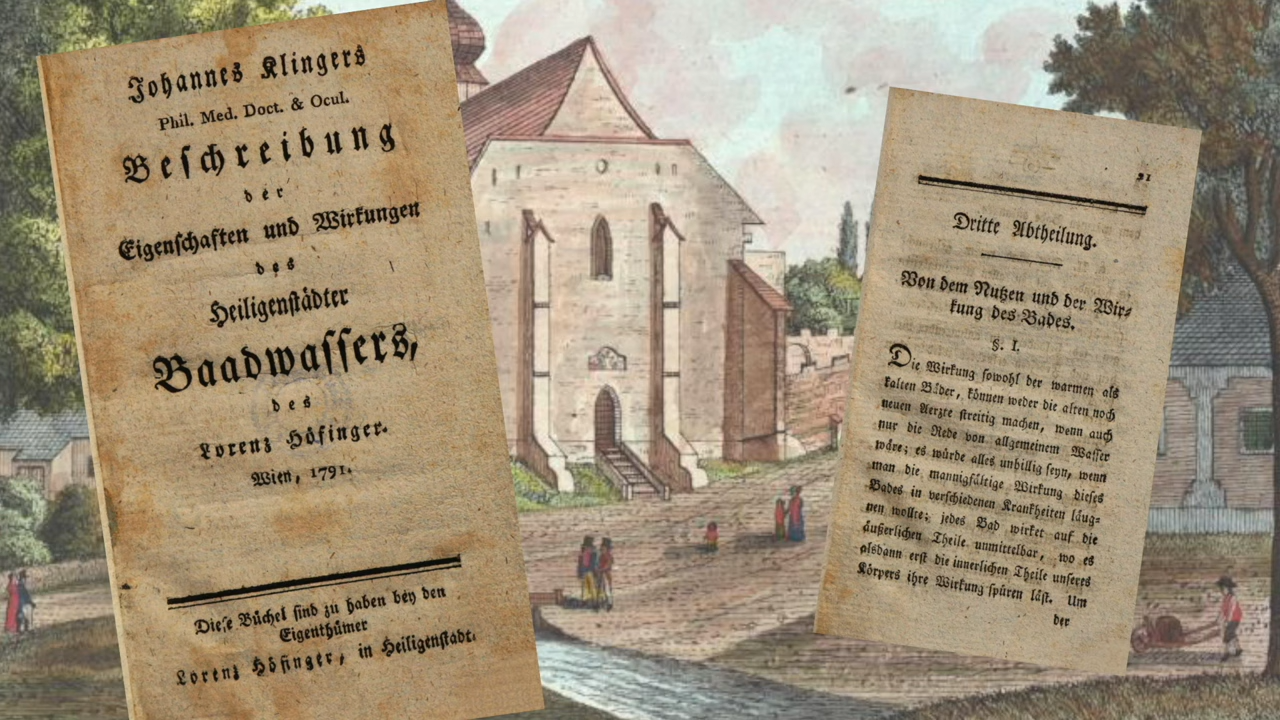 Johannes Klingers
Phil. Med. Doct. & Ocul.
Beschreibung
der
Eigenschaften und Wirkungen
des
Heiligenstädter
Baadwassers,
des
Lorenz Höfinger.
Wien, 1791.
Diese Büchel sind zu haben bey den
Eigenthümer
Lorenz Höfinger, in Heiligenstadt.
21
Dritte Abtheilung.
Von dem Nutzen und der Wir-
kung des Bades.
§. I.
Die Wirkung sowohl der warmen als
kalten Bäder, können weder die alten noch
neuen Aerzte streitig machen, wenn auch
nur die Rede von allgemeinem Wasser
wäre; es würde alles unbillig seyn, wenn
man die mannigfältige Wirkung dieses
Bades in verschiedenen Krankheiten läug-
nen wollte; jedes Bad wirket auf die
äußerlichen Theile unmittelbar, wo es
alsdann erst die innerlichen Theile unseres
Körpers ihre Wirkung spüren läßt. Um
der